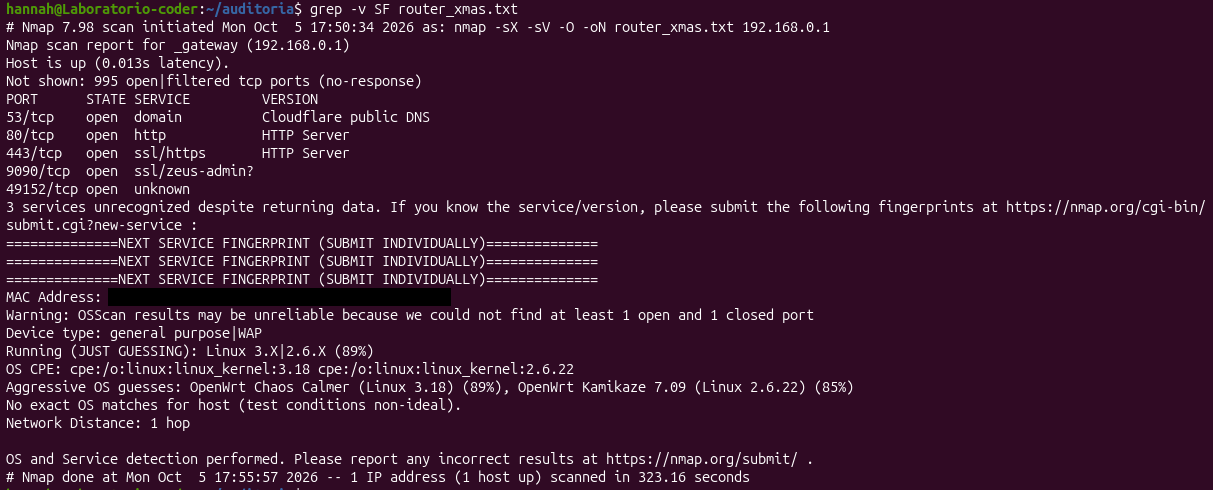 hannah@Laboratorio-coder:~/auditoria$ grep -v SF router_xmas.txt
# Nmap 7.98 scan initiated Mon Oct  5 17:50:34 2026 as: nmap -sX -sV -O -oN router_xmas.txt 192.168.0.1
Nmap scan report for _gateway (192.168.0.1)
Host is up (0.013s latency).
Not shown: 995 open|filtered tcp ports (no-response)
PORT      STATE SERVICE         VERSION
53/tcp    open  domain          Cloudflare public DNS
80/tcp    open  http            HTTP Server
443/tcp   open  ssl/https       HTTP Server
9090/tcp  open  ssl/zeus-admin?
49152/tcp open  unknown
3 services unrecognized despite returning data. If you know the service/version, please submit the following fingerprints at https://nmap.org/cgi-bin/
submit.cgi?new-service :
==============NEXT SERVICE FINGERPRINT (SUBMIT INDIVIDUALLY)==============
==============NEXT SERVICE FINGERPRINT (SUBMIT INDIVIDUALLY)==============
==============NEXT SERVICE FINGERPRINT (SUBMIT INDIVIDUALLY)==============
MAC Address:
Warning: OSScan results may be unreliable because we could not find at least 1 open and 1 closed port
Device type: general purpose|WAP
Running (JUST GUESSING): Linux 3.X|2.6.X (89%)
OS CPE: cpe:/o:linux:linux_kernel:3.18 cpe:/o:linux:linux_kernel:2.6.22
Aggressive OS guesses: OpenWrt Chaos Calmer (Linux 3.18) (89%), OpenWrt Kamikaze 7.09 (Linux 2.6.22) (85%)
No exact OS matches for host (test conditions non-ideal).
Network Distance: 1 hop

OS and Service detection performed. Please report any incorrect results at https://nmap.org/submit/ .
# Nmap done at Mon Oct  5 17:55:57 2026 -- 1 IP address (1 host up) scanned in 323.16 seconds